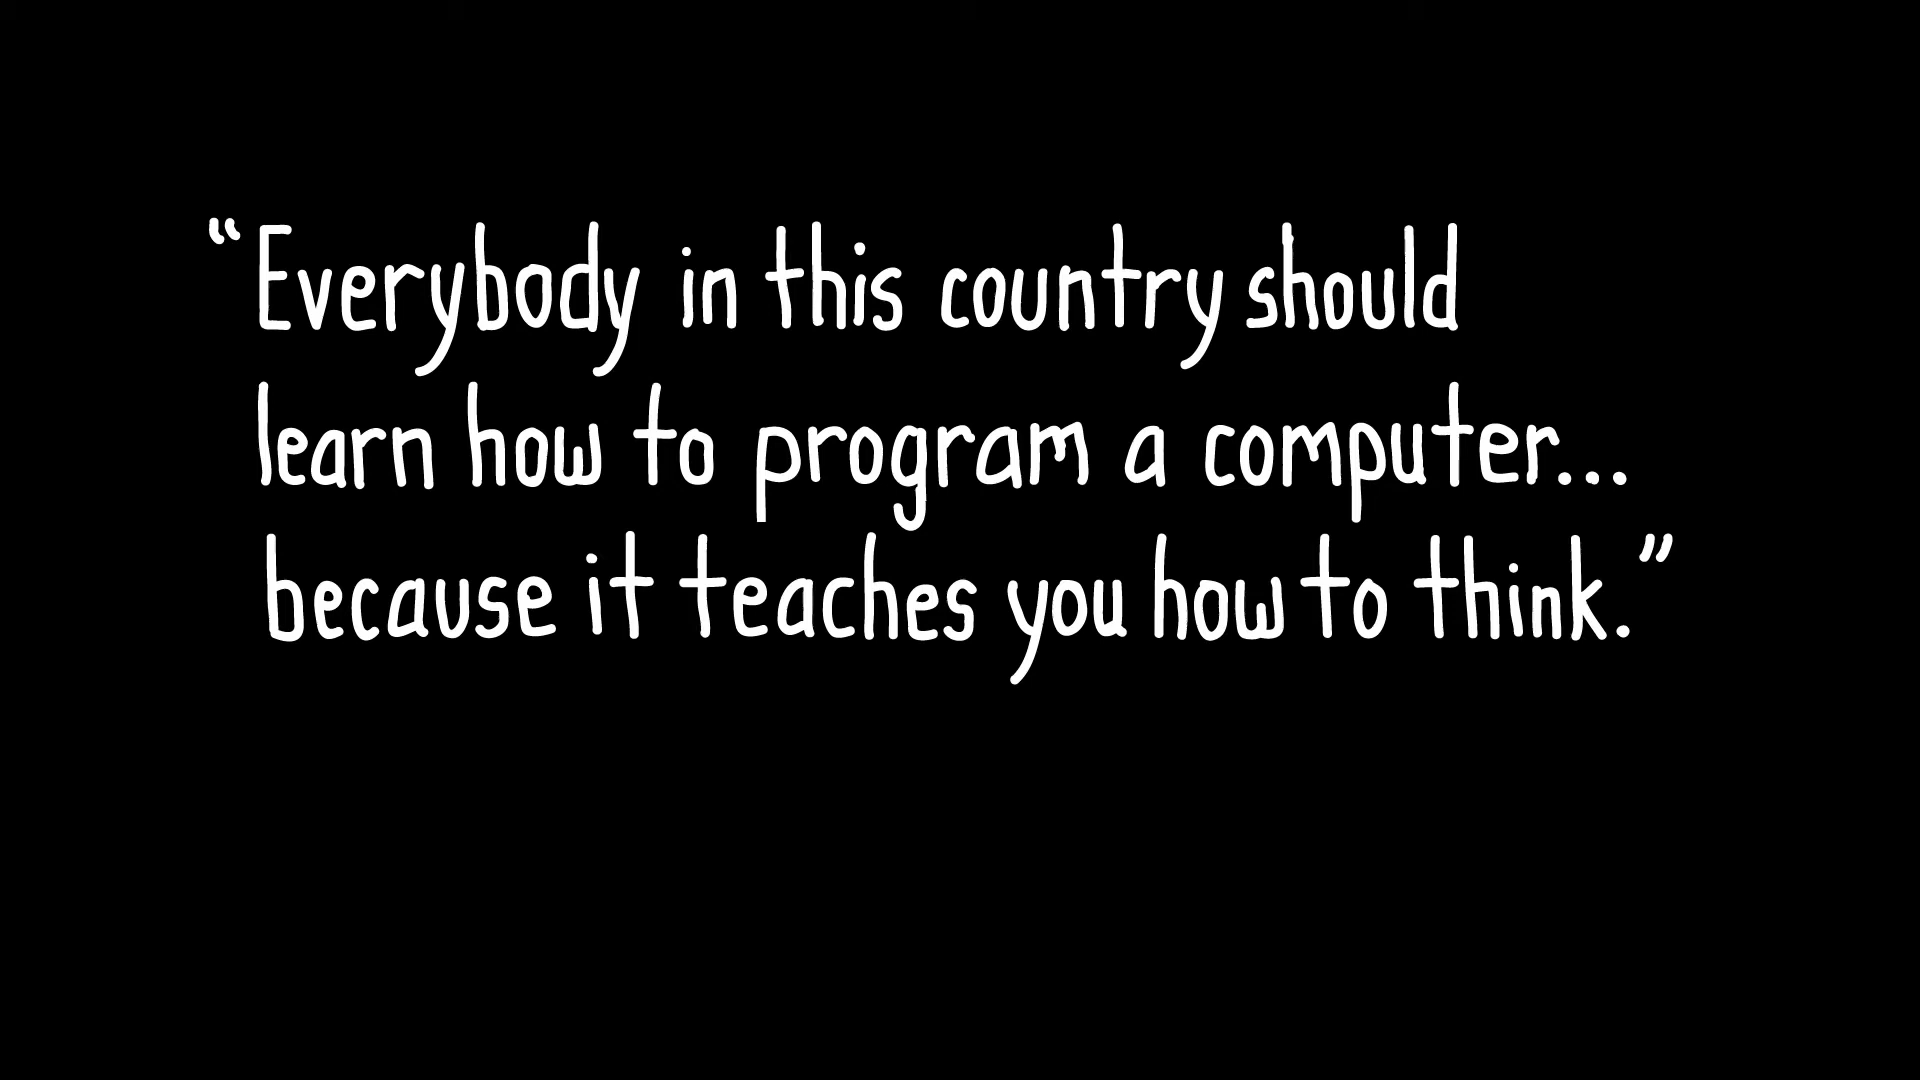 “Everybody in this country should
learn how to program a computer...
because it teaches you how to think.”